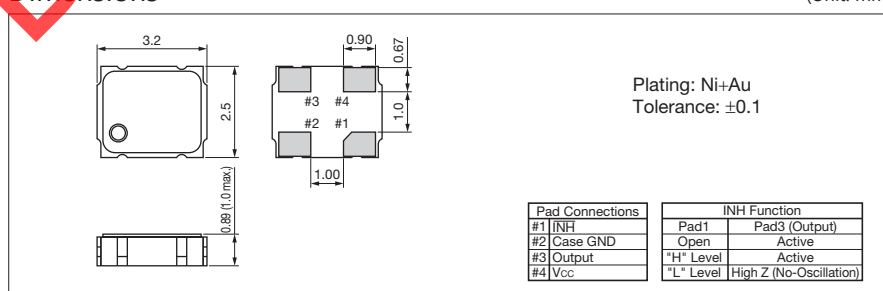 3.2
2.5
0.89 (1.0 max.)
0.90
0.67
1.0
1.00
#3 #4
#2 #1
Plating: Ni+Au
Tolerance: ±0.1
Pad Connections
#1 INH
#2 Case GND
#3 Output
#4 Vcc
INH Function
Pad1 Pad3 (Output)
Open Active
"H" Level Active
"L" Level High Z (No-Oscillation)